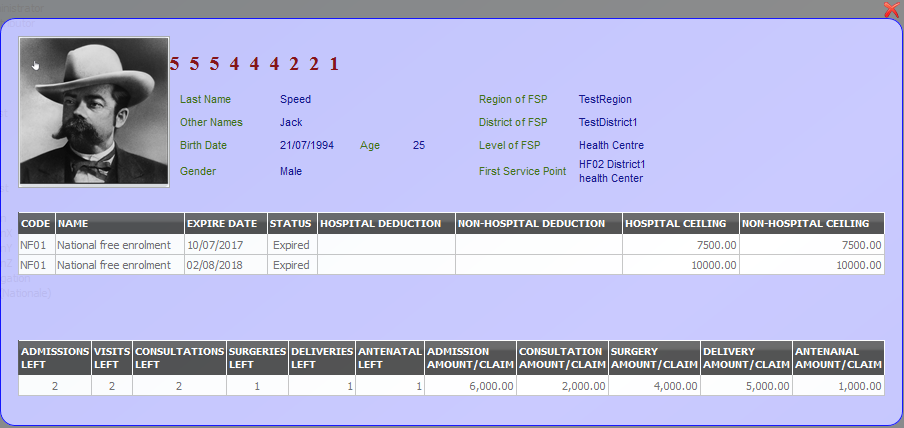 5 5 5 4 4 4 2 2 1
Last Name Speed Region of FSP TestRegion
Other Names Jack District of FSP TestDistrict1
Birth Date 21/07/1994 Age 25 Level of FSP Health Centre
Gender Male First Service Point HF02 District1
health Center
CODE NAME EXPIRE DATE STATUS HOSPITAL DEDUCTION NON-HOSPITAL DEDUCTION HOSPITAL CEILING NON-HOSPITAL CEILING
NF01 National free enrolment 10/07/2017 Expired 7500.00 7500.00
NF01 National free enrolment 02/08/2018 Expired 10000.00 10000.00
ADMISSIONS VISITS CONSULTATIONS SURGERIES DELIVERIES ANTENATAL ADMISSION CONSULTATION SURGERY DELIVERY ANTENANAL
LEFT LEFT LEFT LEFT LEFT LEFT AMOUNT/CLAIM AMOUNT/CLAIM AMOUNT/CLAIM AMOUNT/CLAIM AMOUNT/CLAIM
2 2 2 1 1 1 6,000.00 2,000.00 4,000.00 5,000.00 1,000.00